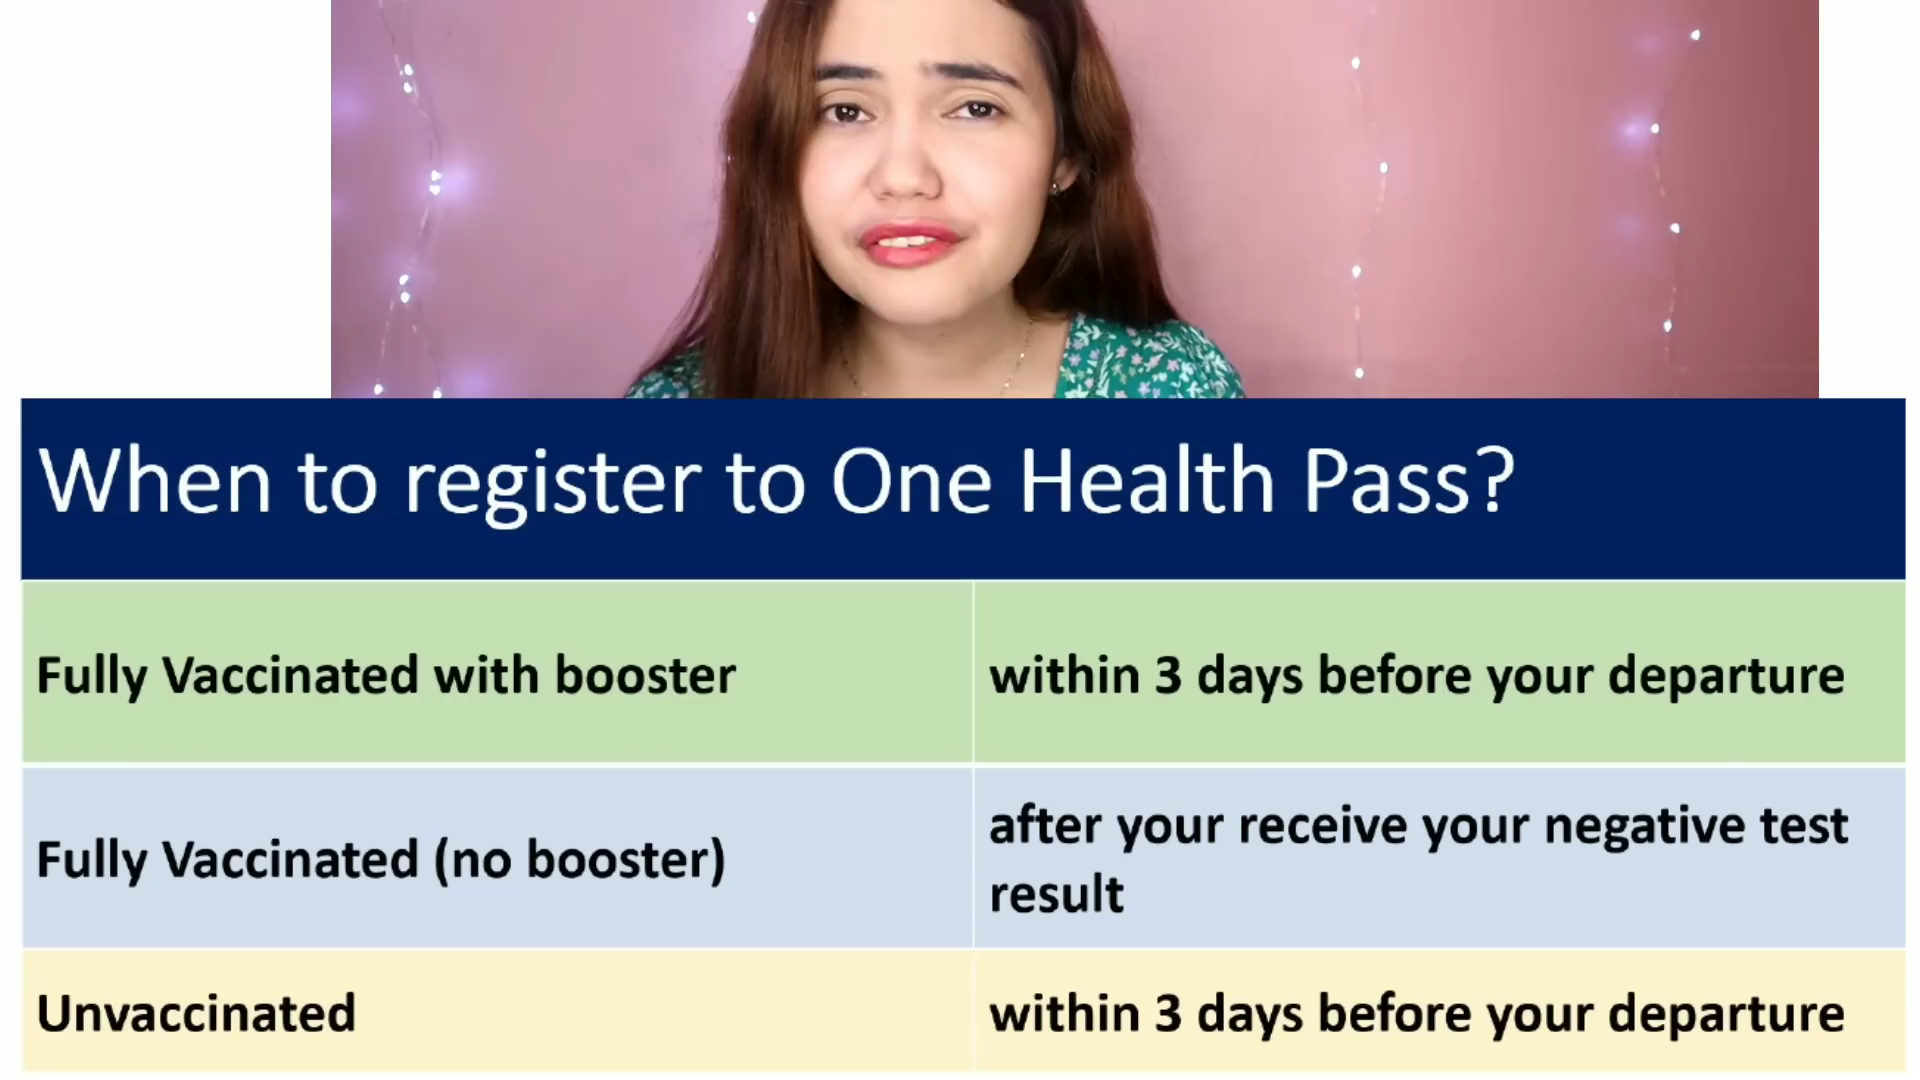 When to register to One Health Pass?
Fully Vaccinated with booster
within 3 days before your departure
Fully Vaccinated (no booster)
after your receive your negative test
result
Unvaccinated
within 3 days before your departure